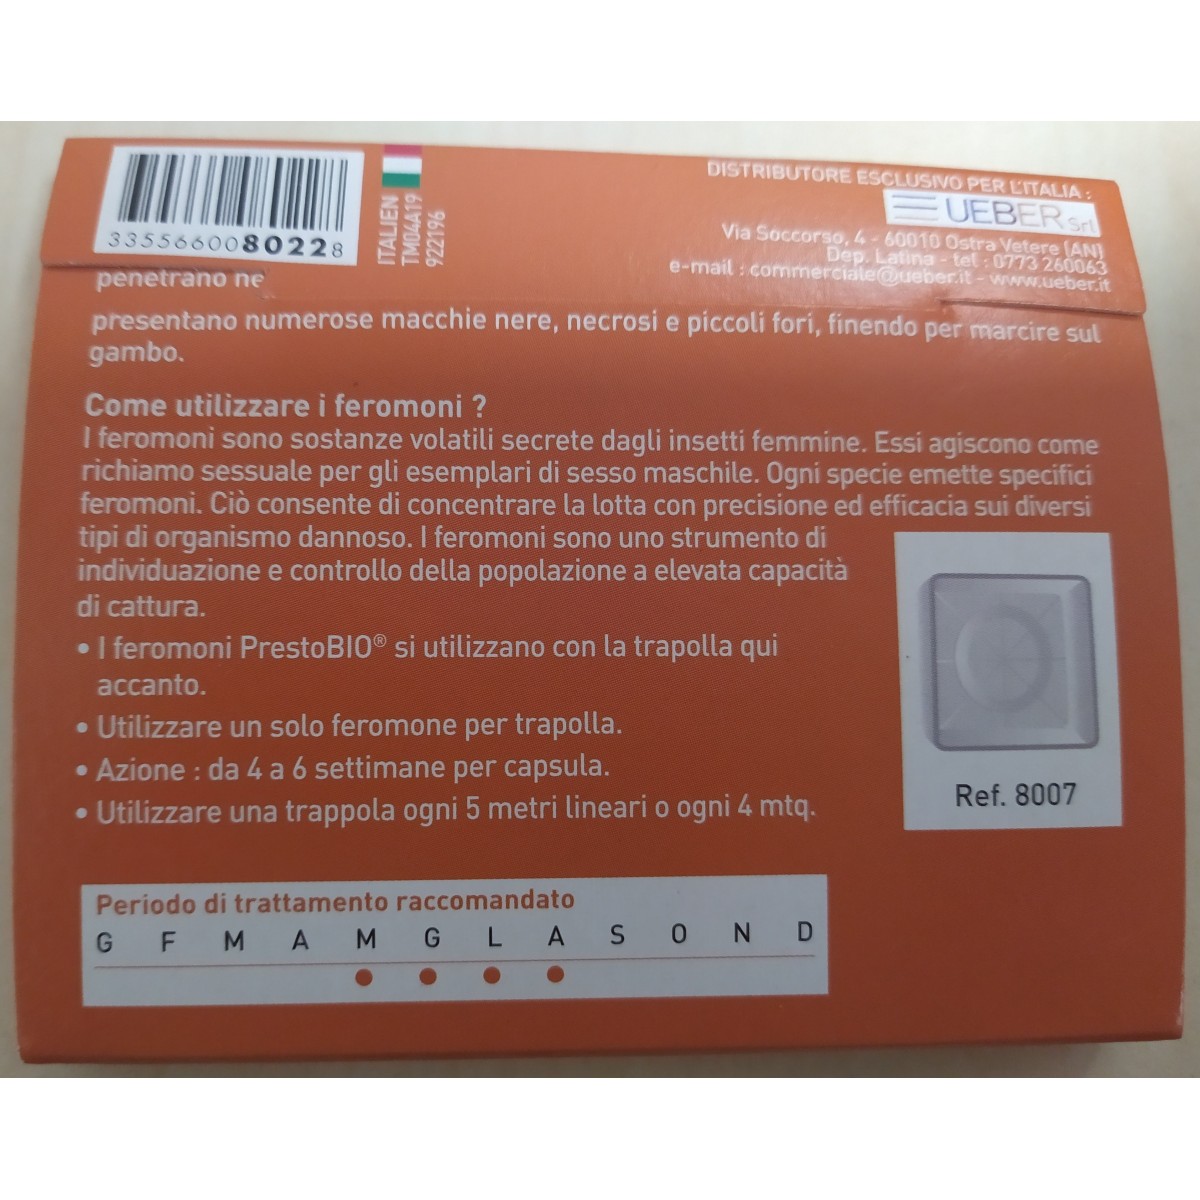 3355660080228
ITALIEN
TM04A19
9222196
DISTRIBUTORE ESCLUSIVO PER L'ITALIA :
UEBER Srl
Via Soccorso, 4 - 60010 Ostra Vetere (AN)
Dep. Latina - tel : 0773 260063
e-mail : commerciale@ueber.it - www.ueber.it
penetrano ne
presentano numerose macchie nere, necrosi e piccoli fori, finendo per marcire sul
gambo.
Come utilizzare i feromoni ?
I feromoni sono sostanze volatili secrete dagli insetti femmine. Essi agiscono come
richiamo sessuale per gli esemplari di sesso maschile. Ogni specie emette specifici
feromoni. Ciò consente di concentrare la lotta con precisione ed efficacia sui diversi
tipi di organismo dannoso. I feromoni sono uno strumento di
individuazione e controllo della popolazione a elevata capacità
di cattura.
• I feromoni PrestoBIO® si utilizzano con la trapolla qui
accanto.
• Utilizzare un solo feromone per trapolla.
• Azione : da 4 a 6 settimane per capsula.
• Utilizzare una trappola ogni 5 metri lineari o ogni 4 mtq.
Ref. 8007
Periodo di trattamento raccomandato
G F M A M G L A S O N D